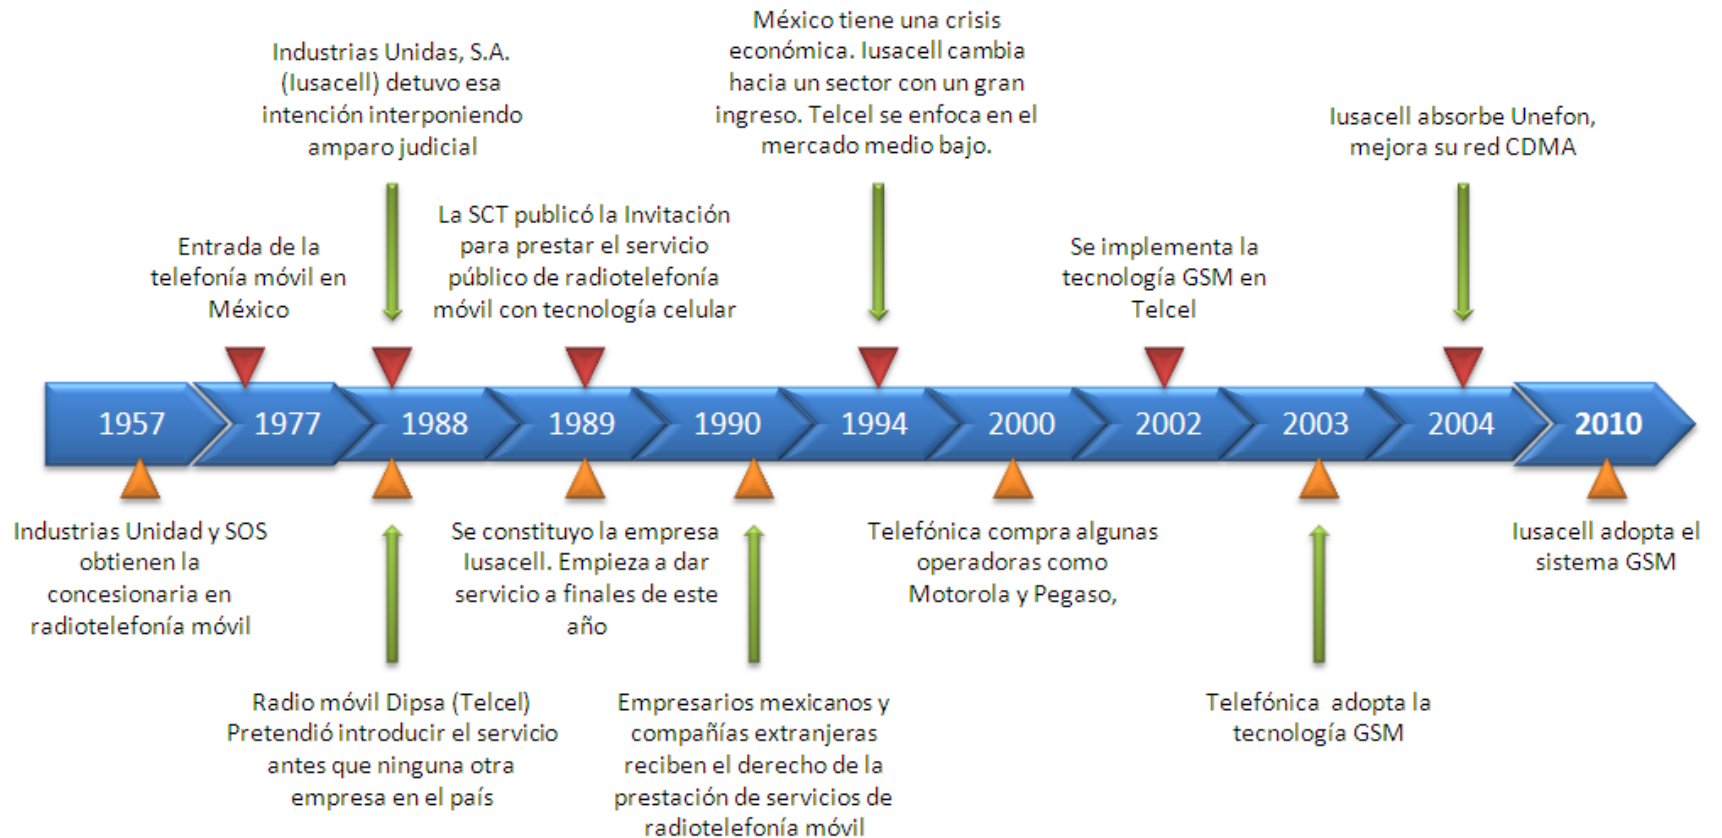 México tiene una crisis
económica. Iusacell cambia
hacia un sector con un gran
ingreso. Telcel se enfoca en el
mercado medio bajo.
Industrias Unidas, S.A.
(Iusacell) detuvo esa
intención interponiendo
amparo judicial
Iusacell absorbe Unefon,
mejora su red CDMA
Entrada de la
telefonía móvil en
México
La SCT publicó la Invitación
para prestar el servicio
público de radiotelefonía
móvil con tecnología celular
Se implementa la
tecnología GSM en
Telcel
1957
1977
1988
1989
1990
1994
2000
2002
2003
2004
2010
Industrias Unidad y SOS
obtienen la
concesionaria en
radiotelefonía móvil
Se constituyo la empresa
Iusacell. Empieza a dar
servicio a finales de este
año
Telefónica compra algunas
operadoras como
Motorola y Pegaso,
Iusacell adopta el
sistema GSM
Radio móvil Dipsa (Telcel)
Pretendió introducir el servicio
antes que ninguna otra
empresa en el país
Empresarios mexicanos y
compañías extranjeras
reciben el derecho de la
prestación de servicios de
radiotelefonía móvil
Telefónica adopta la
tecnología GSM